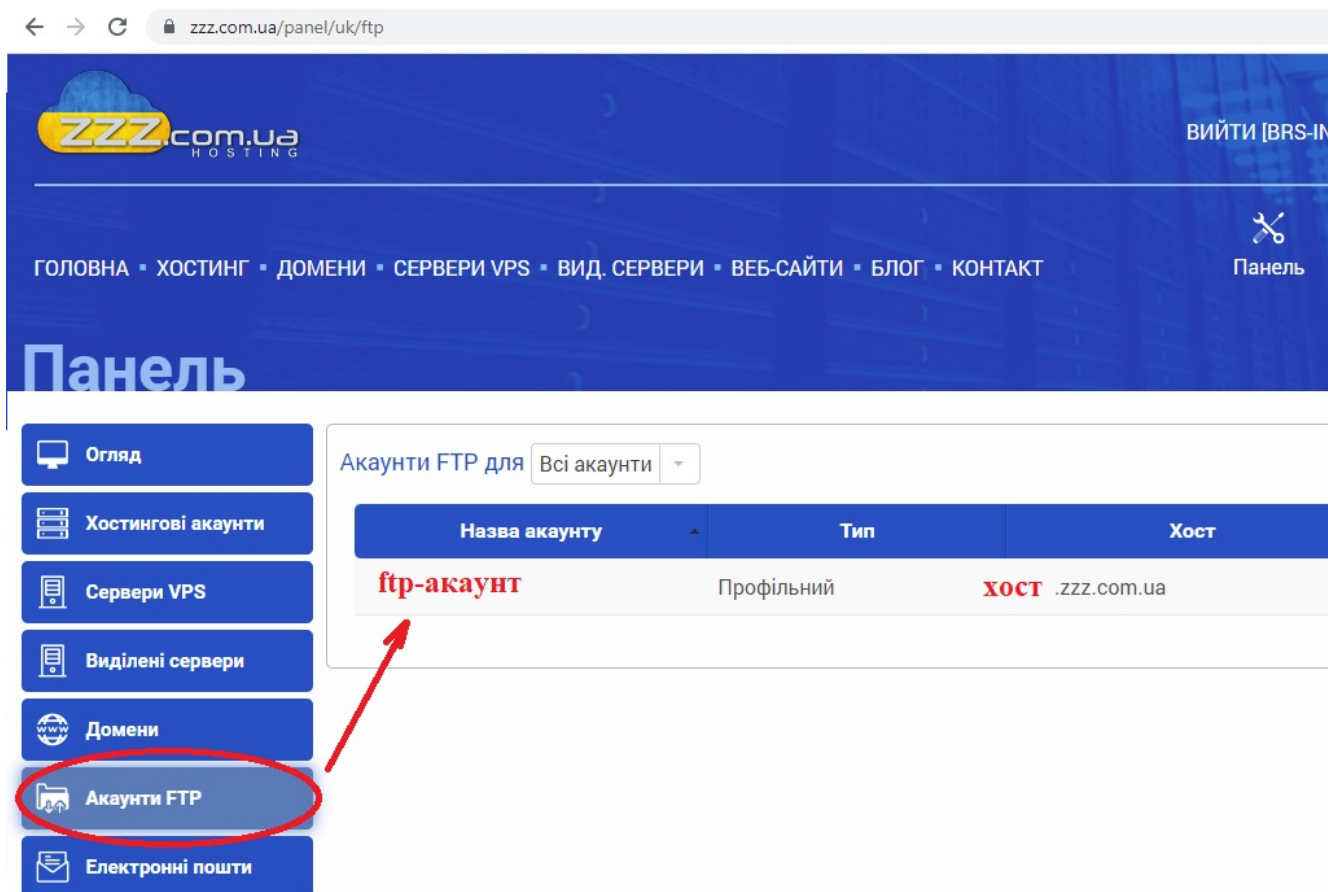 zzz.com.ua/panel/uk/ftp
ZZZ.com.ua
HOSTING
ВИЙТИ [BRS-IN
ГОЛОВНА ▪ ХОСТИНГ ▪ ДОМЕНИ ▪ СЕРВЕРИ VPS ▪ ВИД. СЕРВЕРИ ▪ ВЕБ-САЙТИ ▪ БЛОГ ▪ КОНТАКТ
Панель
Панель
Огляд
Хостингові акаунти
Сервери VPS
Виділені сервери
Домени
Акаунти FTP
Електронні пошти
Акаунти FTP для Всі акаунти
Назва акаунту Тип Хост
ftp-акаунт Профільний хост .zzz.com.ua